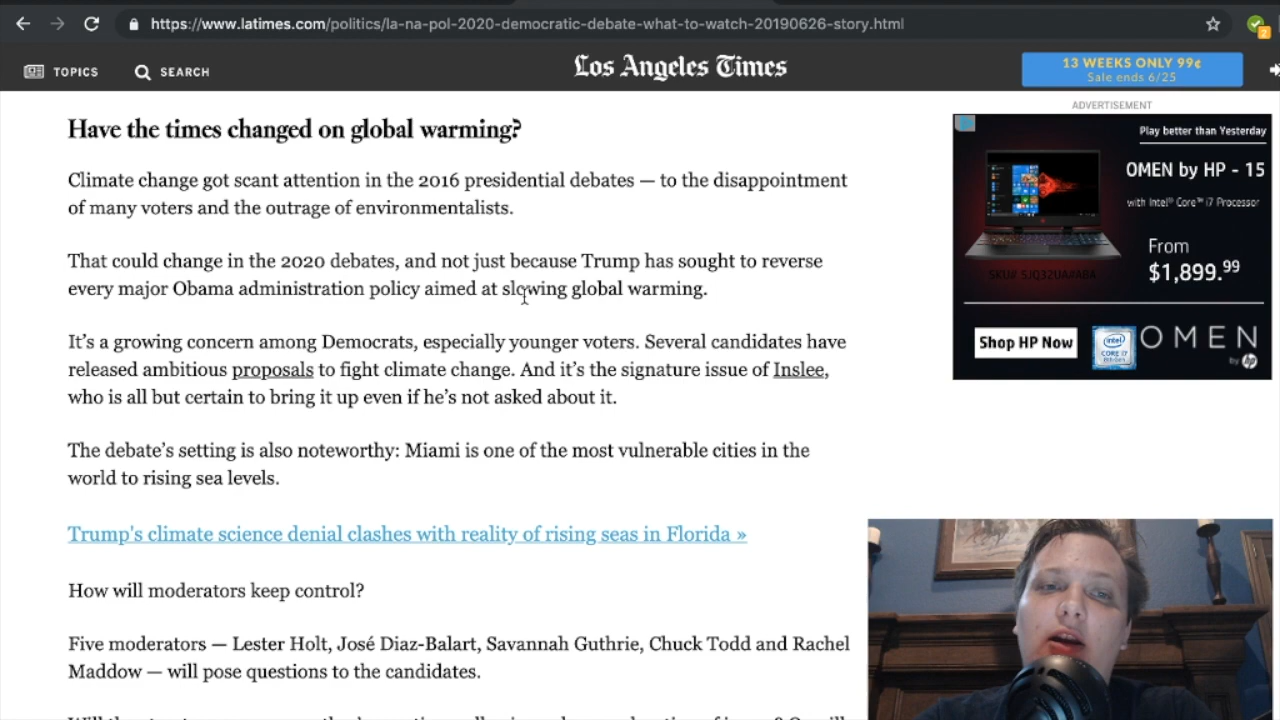 https://www.latimes.com/politics/la-na-pol-2020-democratic-debate-what-to-watch-20190626-story.html
2
TOPICS
SEARCH
Los Angeles Times
13 WEEKS ONLY 99¢
Sale ends 6/25
ADVERTISEMENT
Have the times changed on global warming?
Climate change got scant attention in the 2016 presidential debates — to the disappointment
of many voters and the outrage of environmentalists.
That could change in the 2020 debates, and not just because Trump has sought to reverse
every major Obama administration policy aimed at slowing global warming.
It's a growing concern among Democrats, especially younger voters. Several candidates have
released ambitious proposals to fight climate change. And it's the signature issue of Inslee,
who is all but certain to bring it up even if he's not asked about it.
The debate's setting is also noteworthy: Miami is one of the most vulnerable cities in the
world to rising sea levels.
Trump's climate science denial clashes with reality of rising seas in Florida »
How will moderators keep control?
Five moderators — Lester Holt, José Diaz-Balart, Savannah Guthrie, Chuck Todd and Rachel
Maddow — will pose questions to the candidates.
Play better than Yesterday
OMEN by HP - 15
with Intel® Core™ i7 Processor
From
$1,899.99
SKU#:5JQ32UA#ABA
Shop HP Now
intel
CORE i7
OMEN
by hp